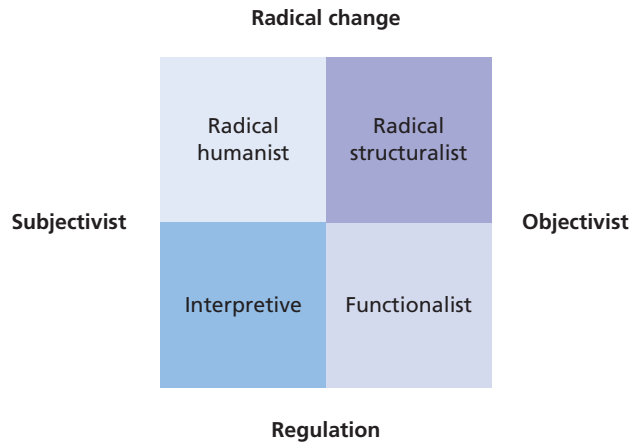 Radical change
Radical
humanist
Radical
structuralist
Subjectivist
Objectivist
Interpretive
Functionalist
Regulation